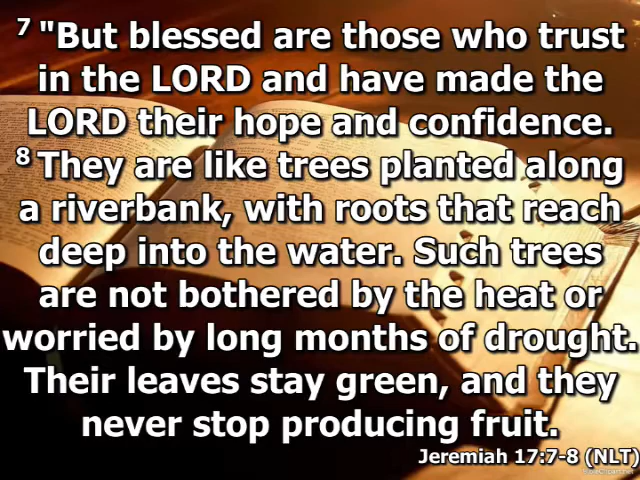 7 "But blessed are those who trust
in the LORD and have made the
LORD their hope and confidence.
8 They are like trees planted along
a riverbank, with roots that reach
deep into the water. Such trees
are not bothered by the heat or
worried by long months of drought.
Their leaves stay green, and they
never stop producing fruit.
Jeremiah 17:7-8 (NLT)